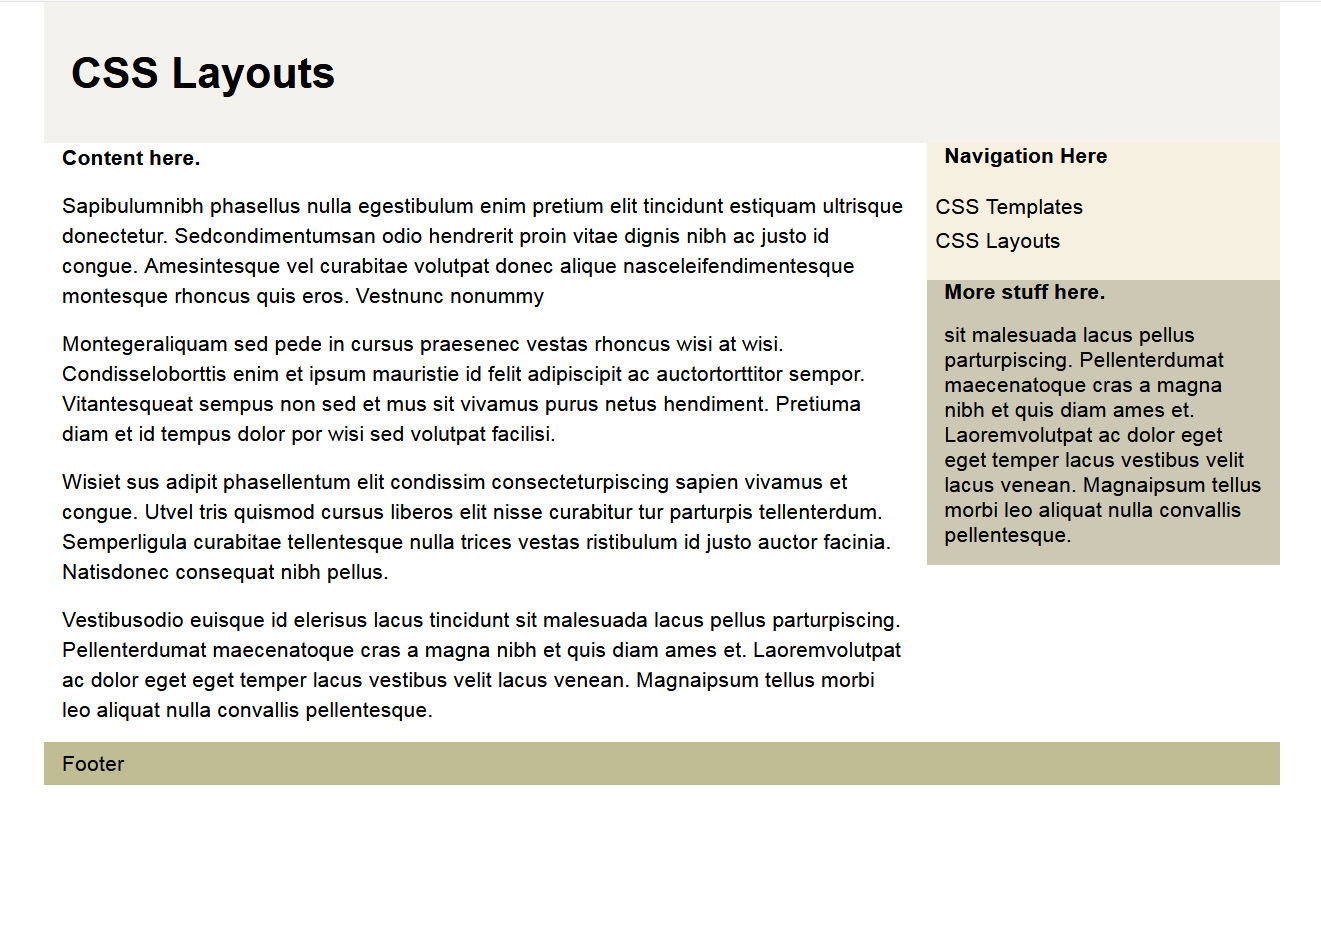 CSS Layouts
Content here.
Sapibulumnibh phasellus nulla egestibulum enim pretium elit tincidunt estiquam ultrisque
donectetur. Sedcondimentumsan odio hendrerit proin vitae dignis nibh ac justo id
congue. Amesintesque vel curabitae volutpat donec alique nasceleifendimentesque
montesque rhoncus quis eros. Vestnunc nonummy
Montegeraliquam sed pede in cursus praesenec vestas rhoncus wisi at wisi.
Condisseloborttis enim et ipsum mauristie id felit adipiscipit ac auctortorttitor sempor.
Vitantesqueat sempus non sed et mus sit vivamus purus netus hendiment. Pretiuma
diam et id tempus dolor por wisi sed volutpat facilisi.
Wisiet sus adipit phasellentum elit condissim consecteturpiscing sapien vivamus et
congue. Utvel tris quismod cursus liberos elit nisse curabitur tur parturpis tellenterdum.
Semperligula curabitae tellentesque nulla trices vestas ristibulum id justo auctor facinia.
Natisdonec consequat nibh pellus.
Vestibusodio euisque id elerisus lacus tincidunt sit malesuada lacus pellus parturpiscing.
Pellenterdumat maecenatoque cras a magna nibh et quis diam ames et. Laoremvolutpat
ac dolor eget eget temper lacus vestibus velit lacus venean. Magnaipsum tellus morbi
leo aliquat nulla convallis pellentesque.
Navigation Here
CSS Templates
CSS Layouts
More stuff here.
sit malesuada lacus pellus
parturpiscing. Pellenterdumat
maecenatoque cras a magna
nibh et quis diam ames et.
Laoremvolutpat ac dolor eget
eget temper lacus vestibus velit
lacus venean. Magnaipsum tellus
morbi leo aliquat nulla convallis
pellentesque.
Footer